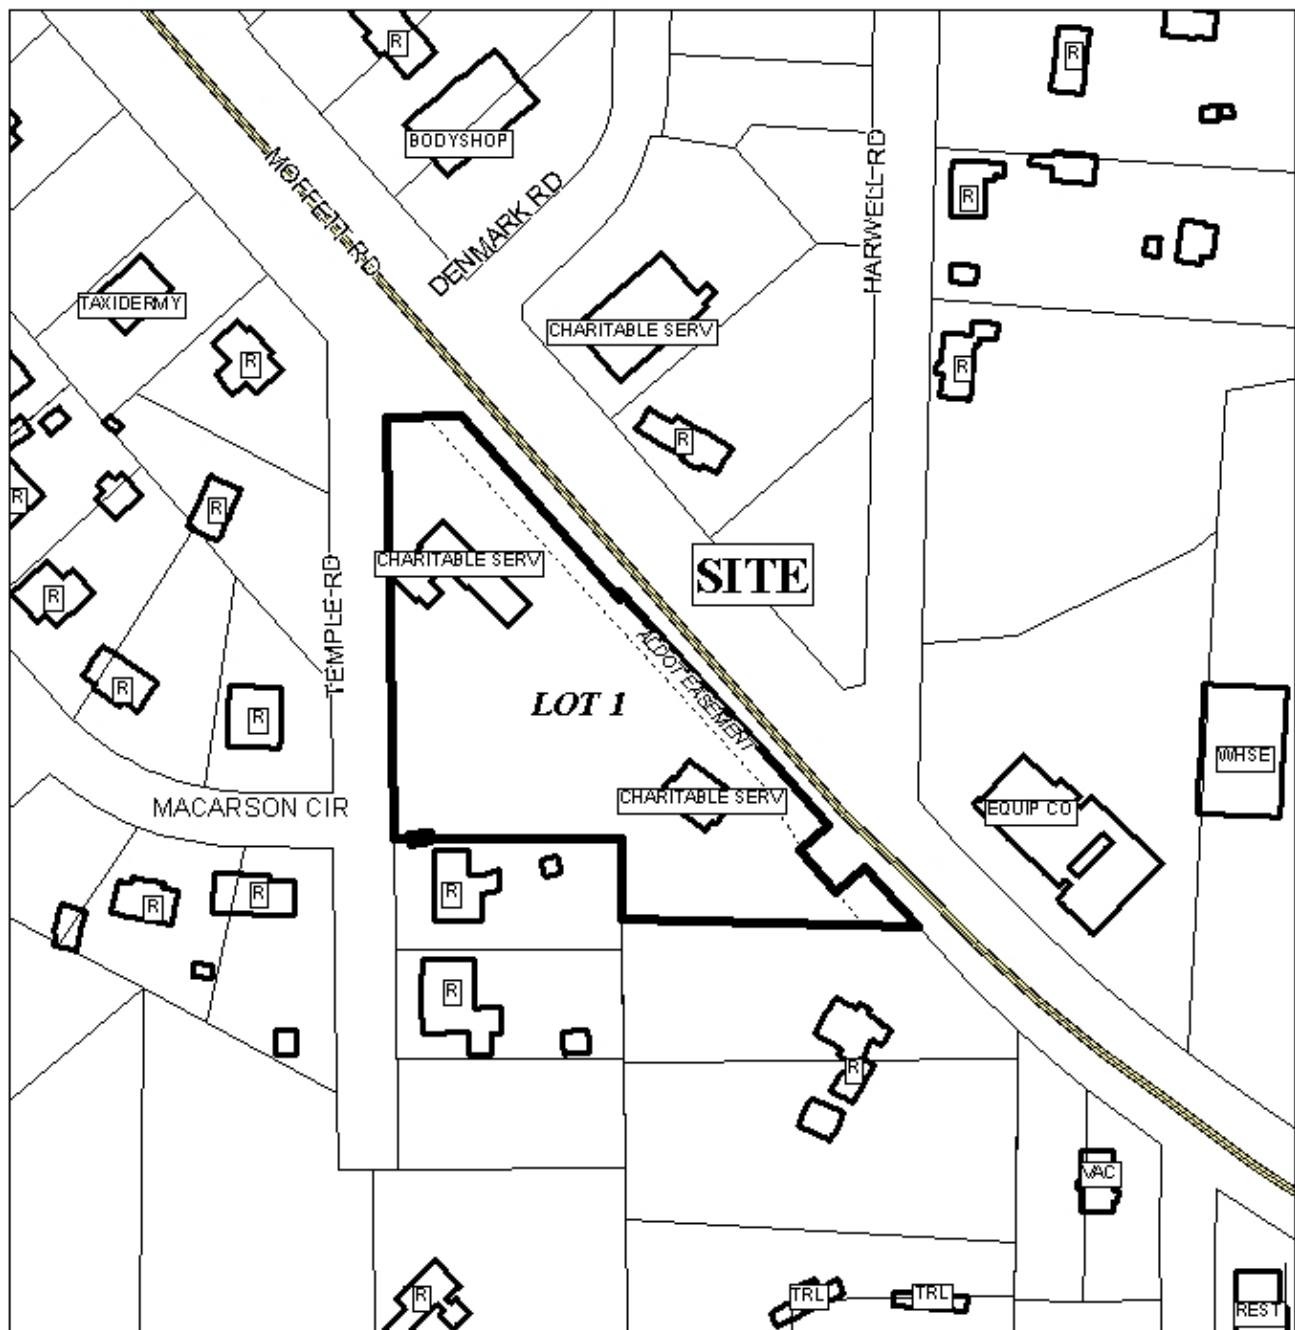 R
R
BODYSHOP
MOFFETT RD
DENMARK RD
HARWELL RD
R
TAXIDERMY
CHARITABLE SERV
R
R
R
R
R
CHARITABLE SERV
SITE
R
TEMPLE RD
ALDOT EASEMENT
R
LOT 1
R
WHSE
MACARSON CIR
CHARITABLE SERV
EQUIP CO
R
R
R
R
R
VAC
R
TRL
TRL
REST